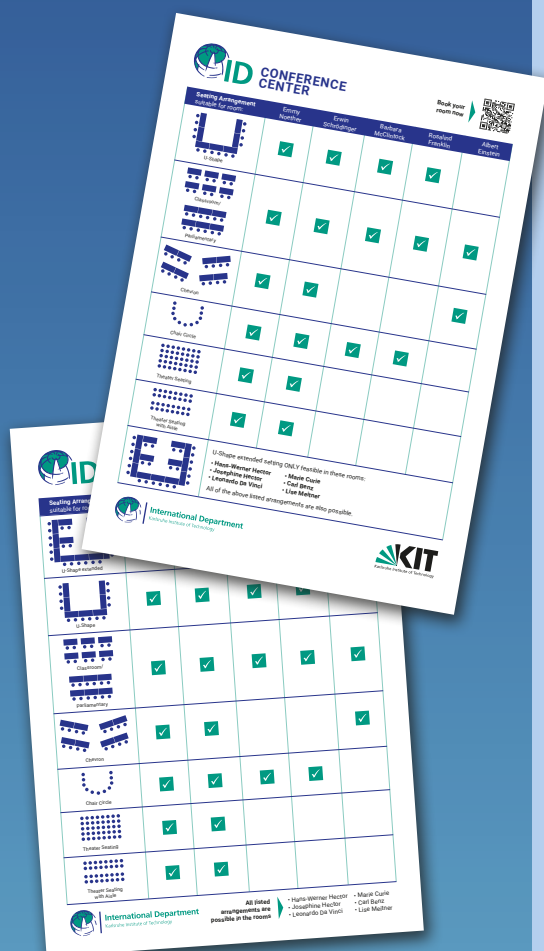 ID CONFERENCE
CENTER
Book your
room now
Seating Arrangement
suitable for room:
Emmy
Noether
Erwin
Schrödinger
Barbara
McClintock
Rosalind
Franklin
Albert
Einstein
U-Shape
Classroom/
parliamentary
Chevron
Chair Circle
Theater Seating
Theater Seating
with Aisle
U-Shape extended setting ONLY feasible in these rooms:
• Hans-Werner Hector
• Josephine Hector
• Leonardo Da Vinci
• Marie Curie
• Carl Benz
• Lise Meitner
All of the above listed arrangements are also possible.
International Department
Karlsruhe Institute of Technology
KIT
Karlsruhe Institute of Technology
ID
Seating Arrang
suitable for ro
U-Shape extended
U-Shape
Classroom/
parliamentary
Chevron
Chair Circle
Theater Seating
Theater Seating
with Aisle
International Department
Karlsruhe Institute of Technology
All listed
arrangements are
possible in the rooms
• Hans-Werner Hector
• Josephine Hector
• Leonardo Da Vinci
• Marie Curie
• Carl Benz
• Lise Meitner